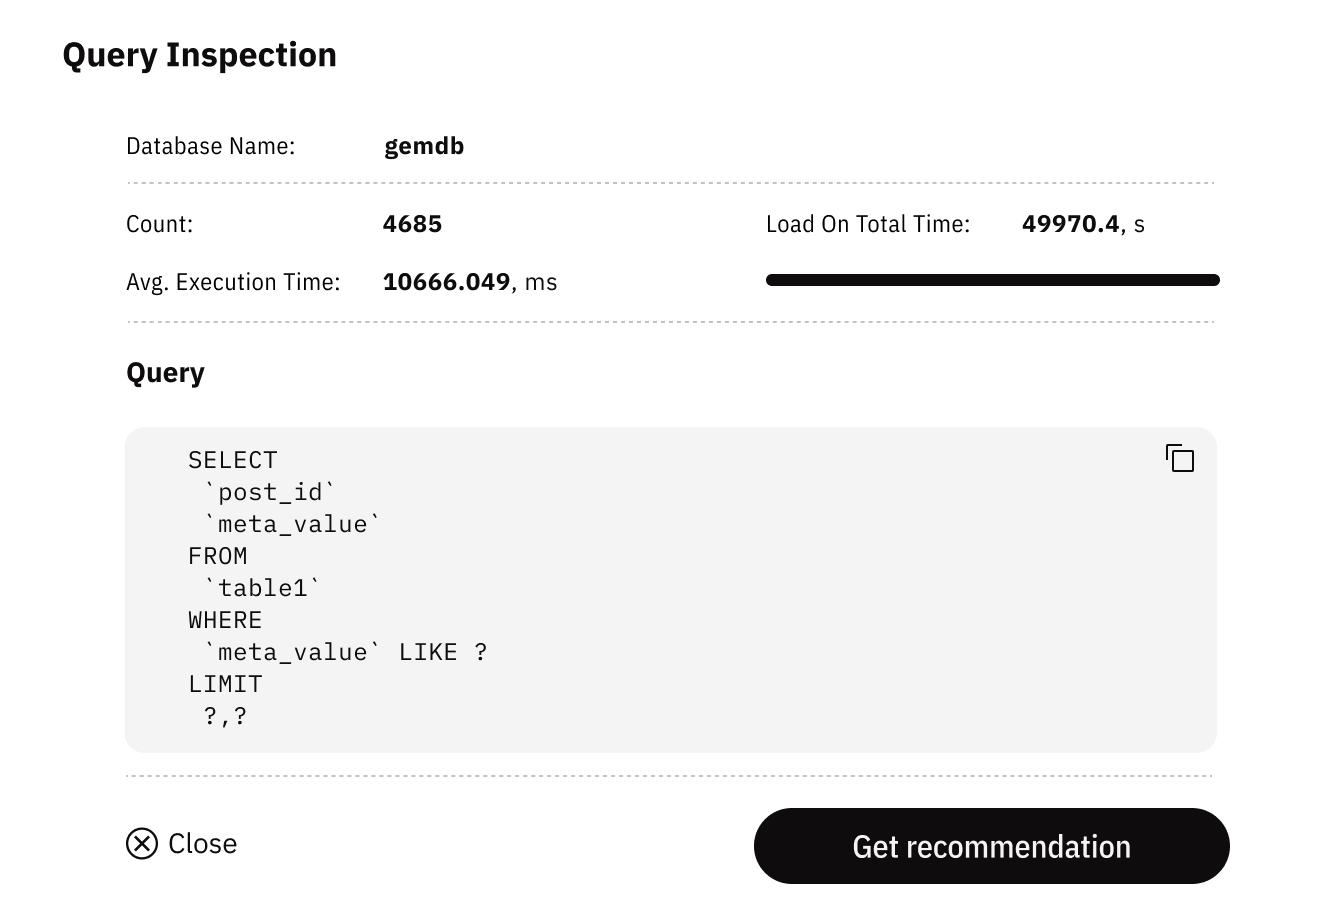 Query Inspection
Database Name: gemdb
Count: 4685 Load On Total Time: 49970.4, s
Avg. Execution Time: 10666.049, ms
Query
SELECT
`post_id`
`meta_value`
FROM
`table1`
WHERE
`meta_value` LIKE ?
LIMIT
?,?
Close Get recommendation